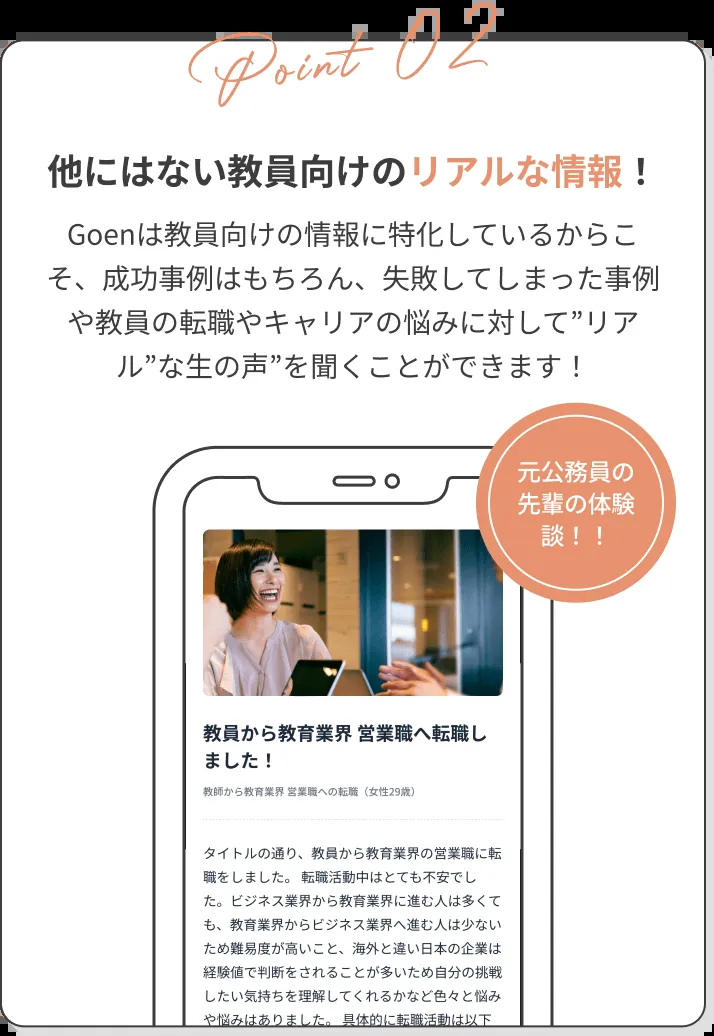 Point 02
他にはない教員向けのリアルな情報！
Goenは教員向けの情報に特化しているからこ
そ、成功事例はもちろん、失敗してしまった事例
や教員の転職やキャリアの悩みに対して”リア
ル”な生の声”を聞くことができます！
元公務員の
先輩の体験
談！！
教員から教育業界 営業職へ転職し
ました！
教師から教育業界 営業職への転職（女性29歳）
タイトルの通り、教員から教育業界の営業職に転
職をしました。 転職活動中はとても不安でし
た。ビジネス業界から教育業界に進む人は多くて
も、教育業界からビジネス業界へ進む人は少ない
ため難易度が高いこと、海外と違い日本の企業は
経験値で判断をされることが多いため自分の挑戦
したい気持ちを理解してくれるかなど色々と悩み
や悩みはありました。 具体的に転職活動は以下